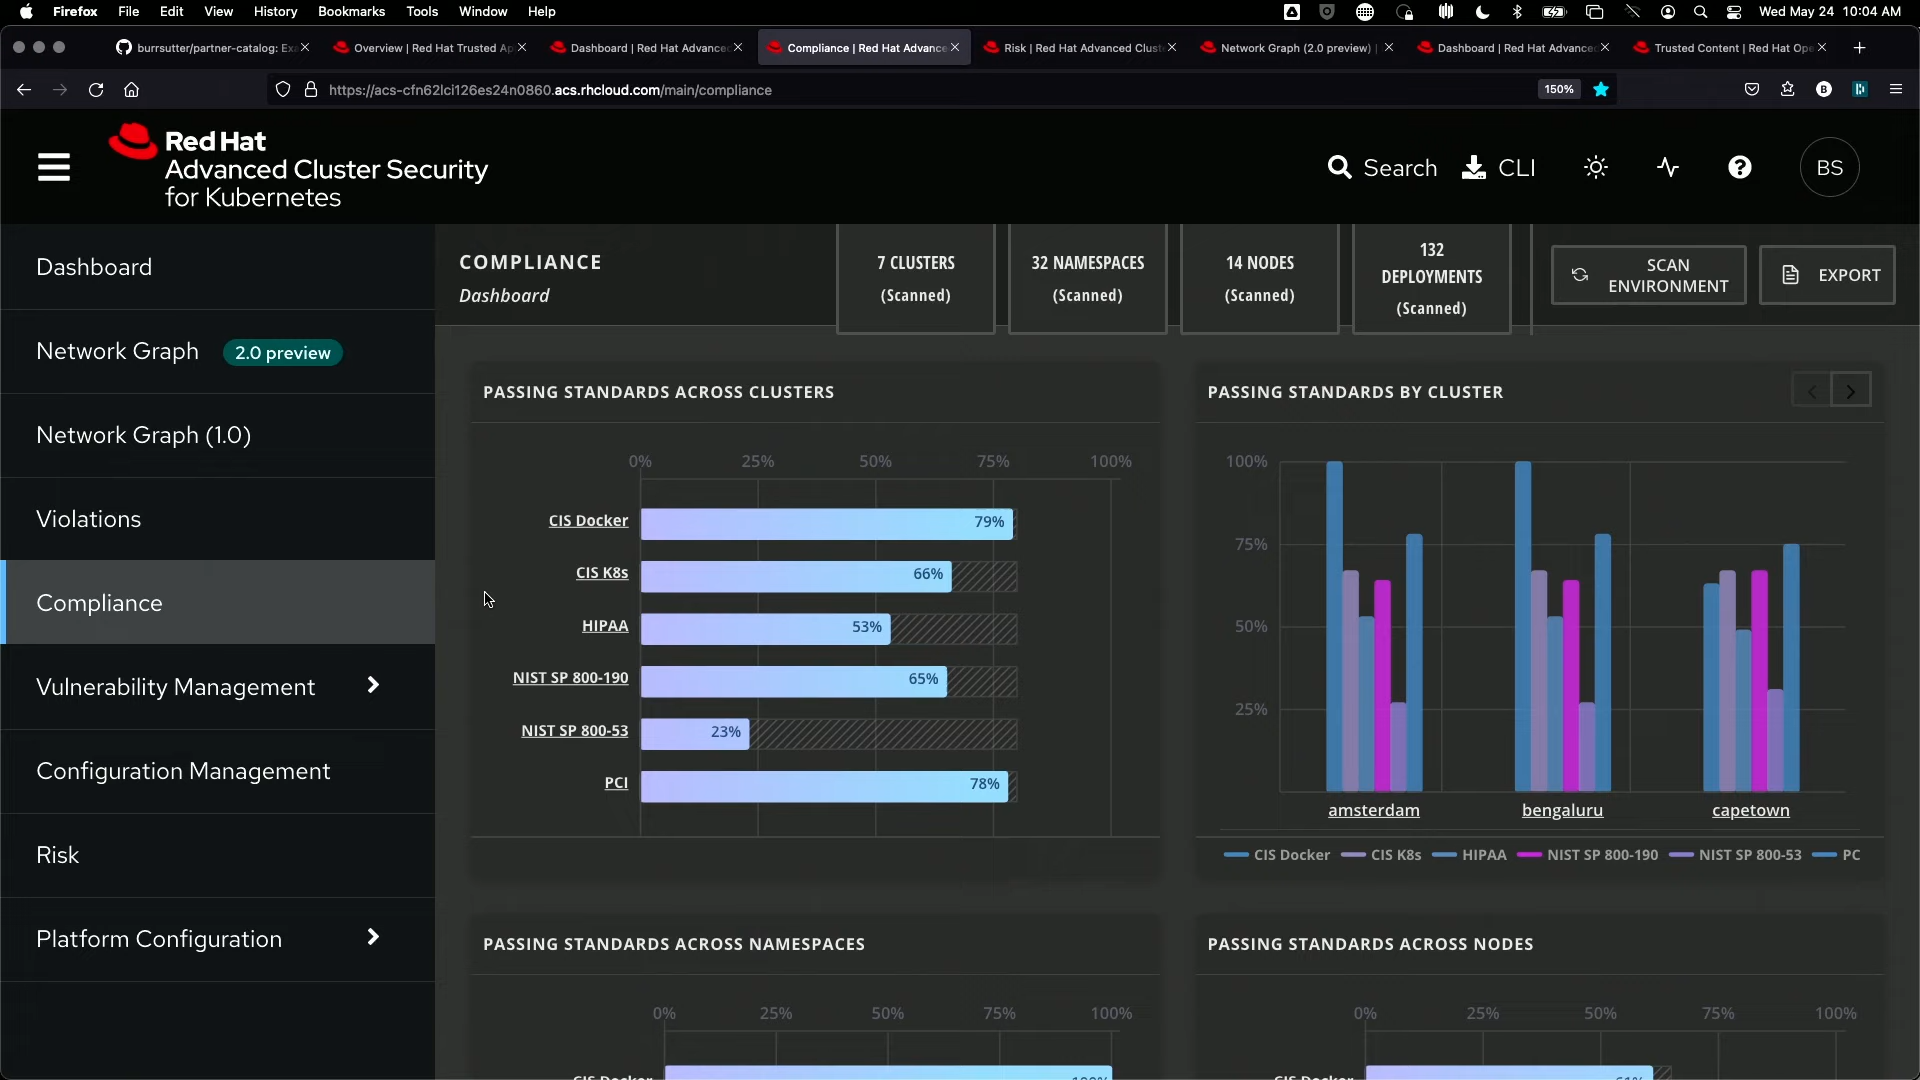 Firefox File Edit View History Bookmarks Tools Window Help Wed May 24 10:04 AM
burrsutter/partner-catalog: Exa Overview | Red Hat Trusted Ap Dashboard | Red Hat Advance Compliance | Red Hat Advance Risk | Red Hat Advanced Clust Network Graph (2.0 preview) | Dashboard | Red Hat Advance Trusted Content | Red Hat Ope
https://acs-cfn62lci126es24n0860.acs.rhcloud.com/main/compliance 150% B
Red Hat
Advanced Cluster Security
for Kubernetes
Search CLI BS
Dashboard
Network Graph 2.0 preview
Network Graph (1.0)
Violations
Compliance
Vulnerability Management
Configuration Management
Risk
Platform Configuration
COMPLIANCE
Dashboard
7 CLUSTERS
(Scanned)
32 NAMESPACES
(Scanned)
14 NODES
(Scanned)
132
DEPLOYMENTS
(Scanned)
SCAN
ENVIRONMENT
EXPORT
PASSING STANDARDS ACROSS CLUSTERS
0% 25% 50% 75% 100%
CIS Docker 79%
CIS K8s 66%
HIPAA 53%
NIST SP 800-190 65%
NIST SP 800-53 23%
PCI 78%
PASSING STANDARDS BY CLUSTER
100%
75%
50%
25%
amsterdam bengaluru capetown
CIS Docker CIS K8s HIPAA NIST SP 800-190 NIST SP 800-53 PC
PASSING STANDARDS ACROSS NAMESPACES
0% 25% 50% 75% 100%
CIS Docker 100%
PASSING STANDARDS ACROSS NODES
0% 25% 50% 75% 100%
CIS Docker 61%